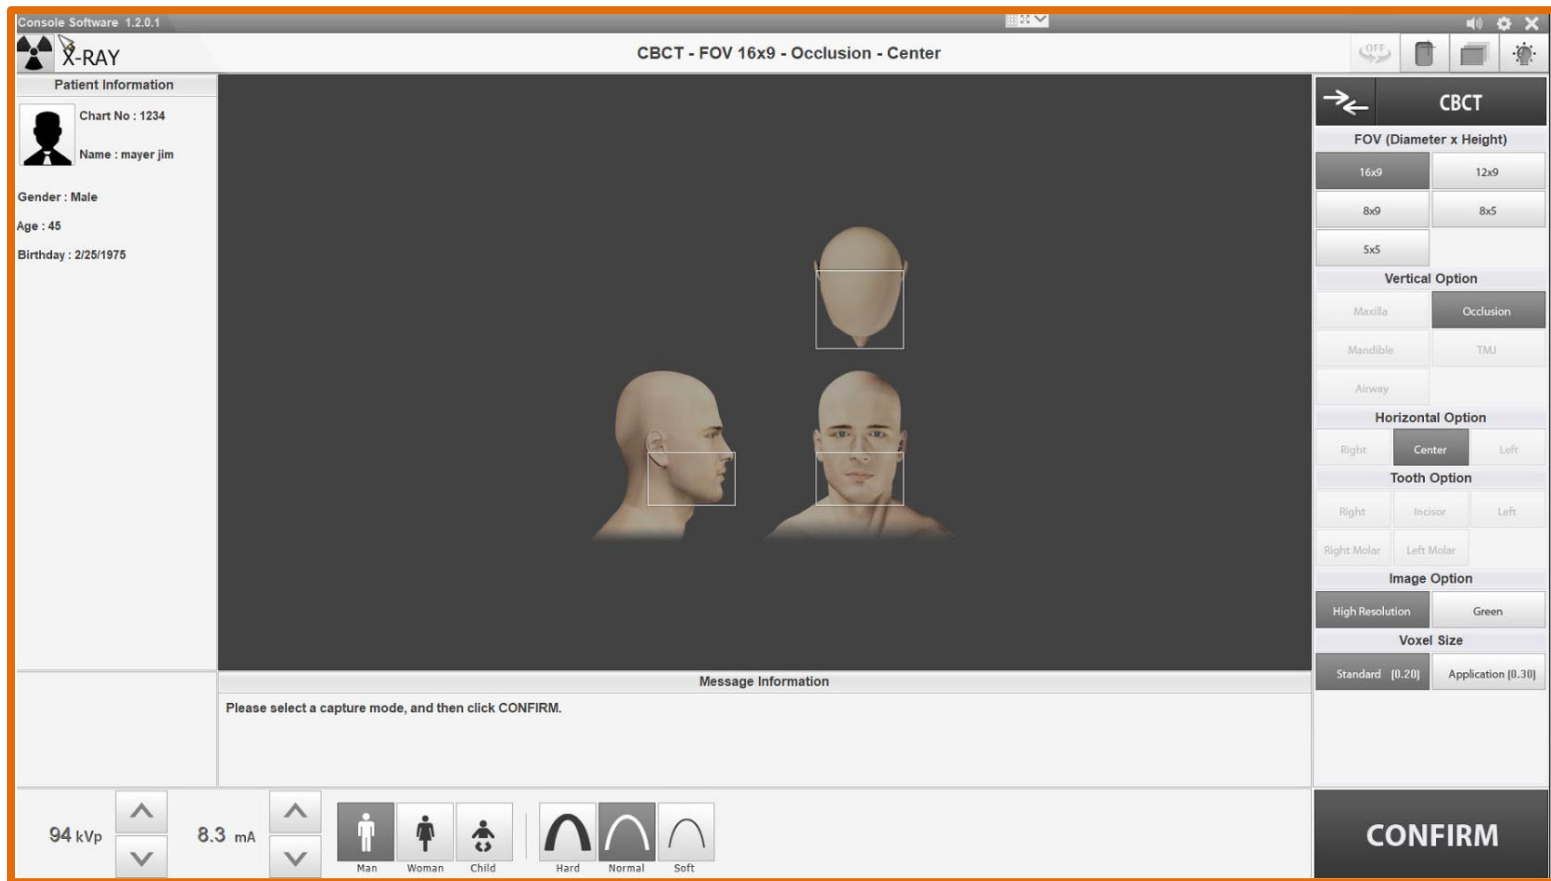 Console Software 1.2.0.1
X-RAY
CBCT - FOV 16x9 - Occlusion - Center
OFF
Patient Information
Chart No : 1234
Name : mayer jim
Gender : Male
Age : 45
Birthday : 2/25/1975
CBCT
FOV (Diameter x Height)
16x9 12x9
8x9 8x5
5x5
Vertical Option
Maxilla Occlusion
Mandible TMJ
Airway
Horizontal Option
Right Center Left
Tooth Option
Right Incisor Left
Right Molar Left Molar
Image Option
High Resolution Green
Voxel Size
Standard [0.20] Application [0.30]
Message Information
Please select a capture mode, and then click CONFIRM.
94 kVp 8.3 mA
Man Woman Child Hard Normal Soft
CONFIRM